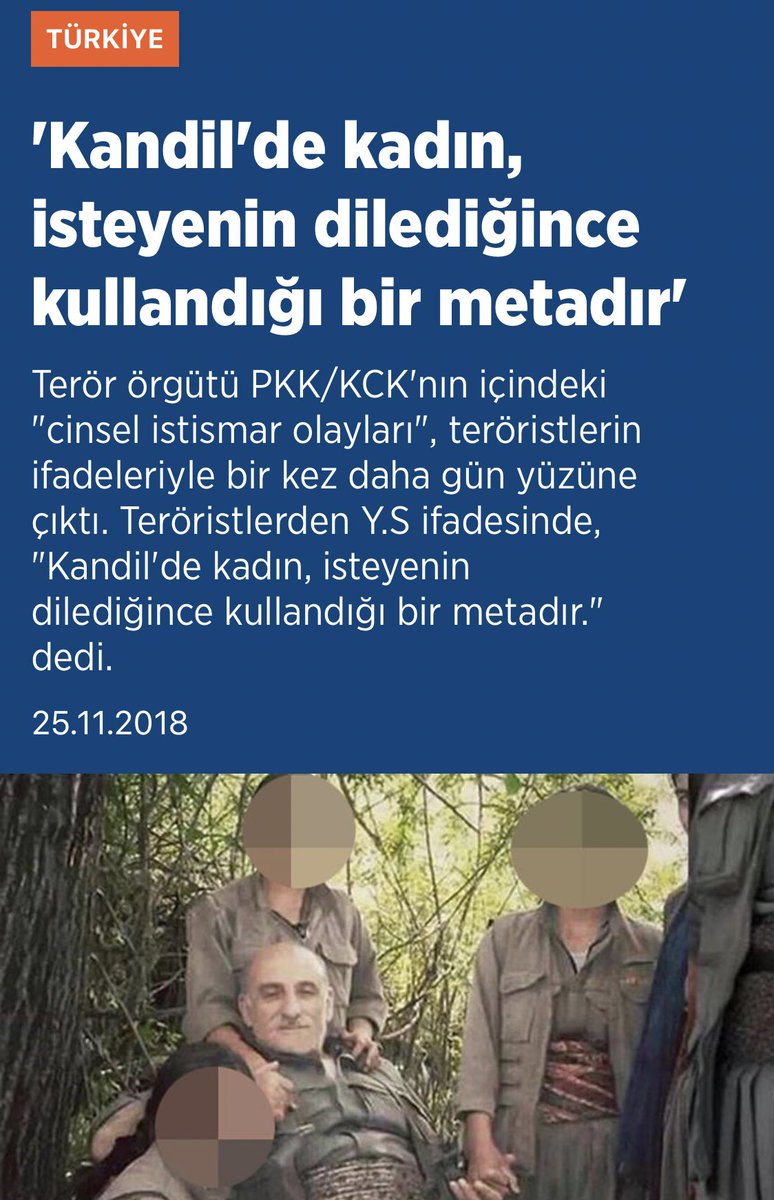 TÜRKİYE
'Kandil'de kadın,
isteyenin dilediğince
kullandığı bir metadır'
Terör örgütü PKK/KCK'nın içindeki
"cinsel istismar olayları", teröristlerin
ifadeleriyle bir kez daha gün yüzüne
çıktı. Teröristlerden Y.S ifadesinde,
"Kandil'de kadın, isteyenin
dilediğince kullandığı bir metadır."
dedi.
25.11.2018